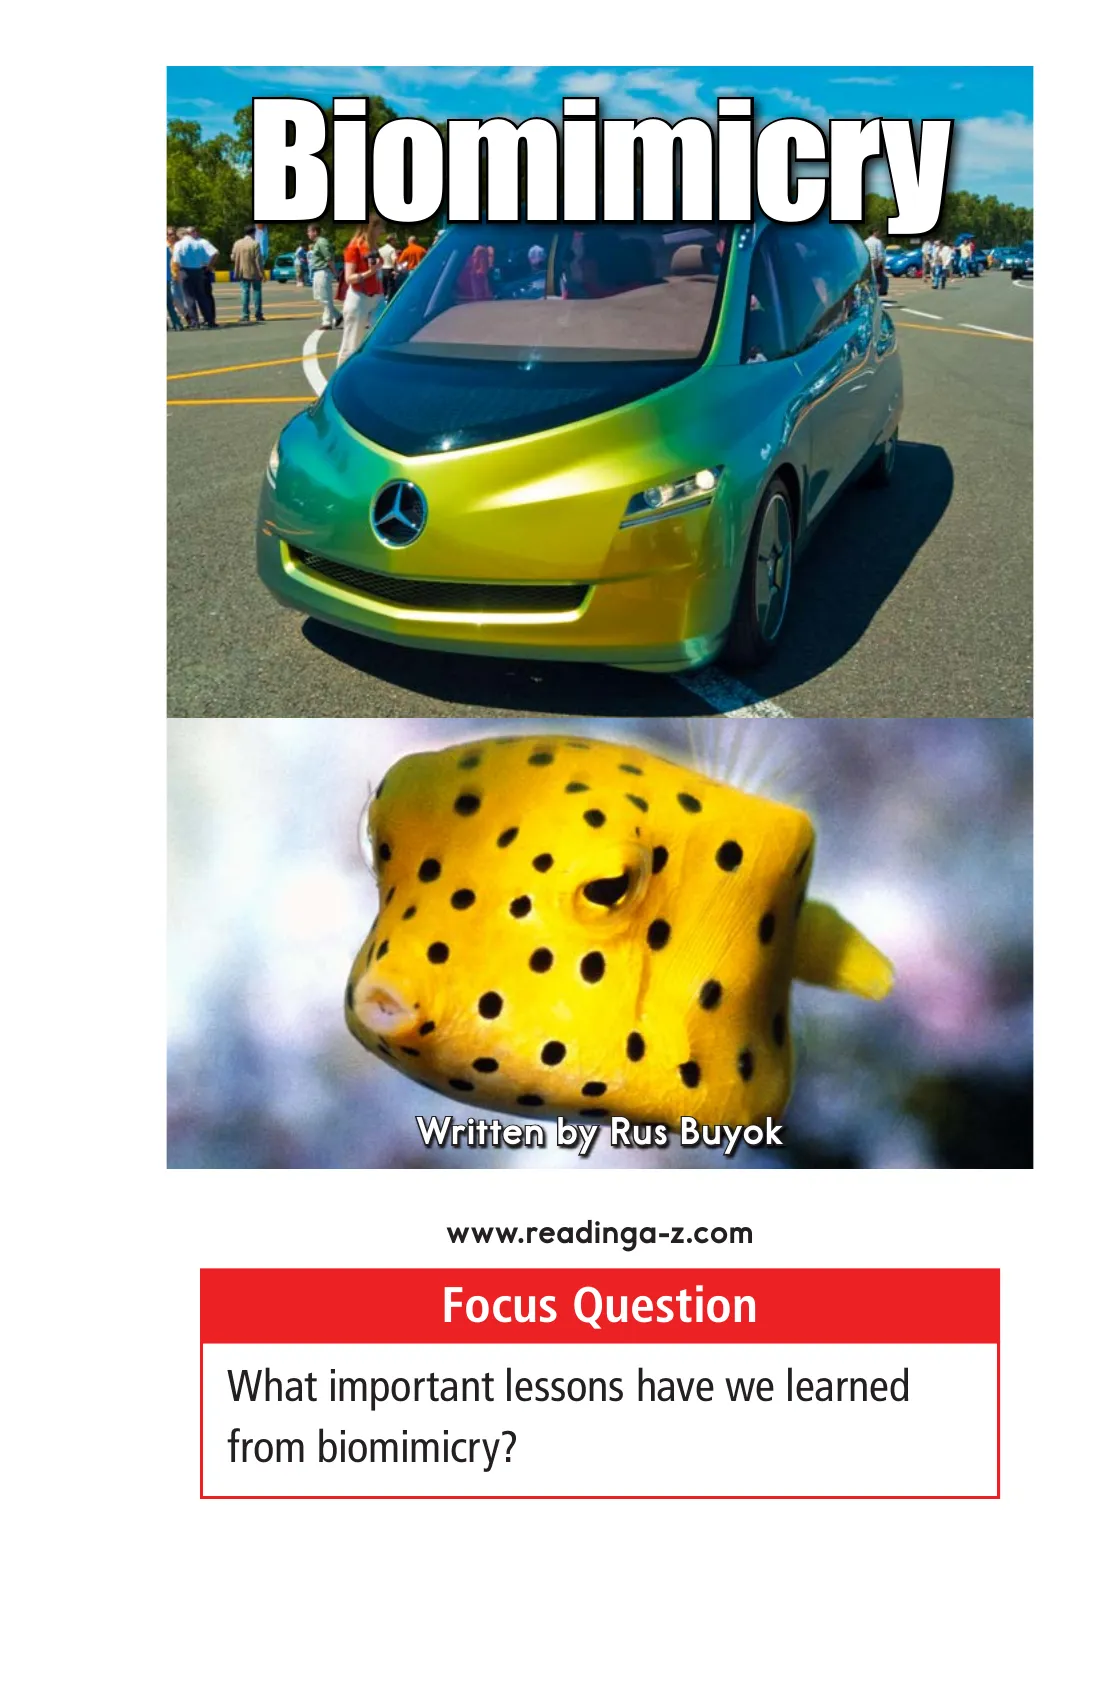 Biomimicry
Written by Rus Buyok
www.readinga-z.com
Focus Question
What important lessons have we learned
from biomimicry?